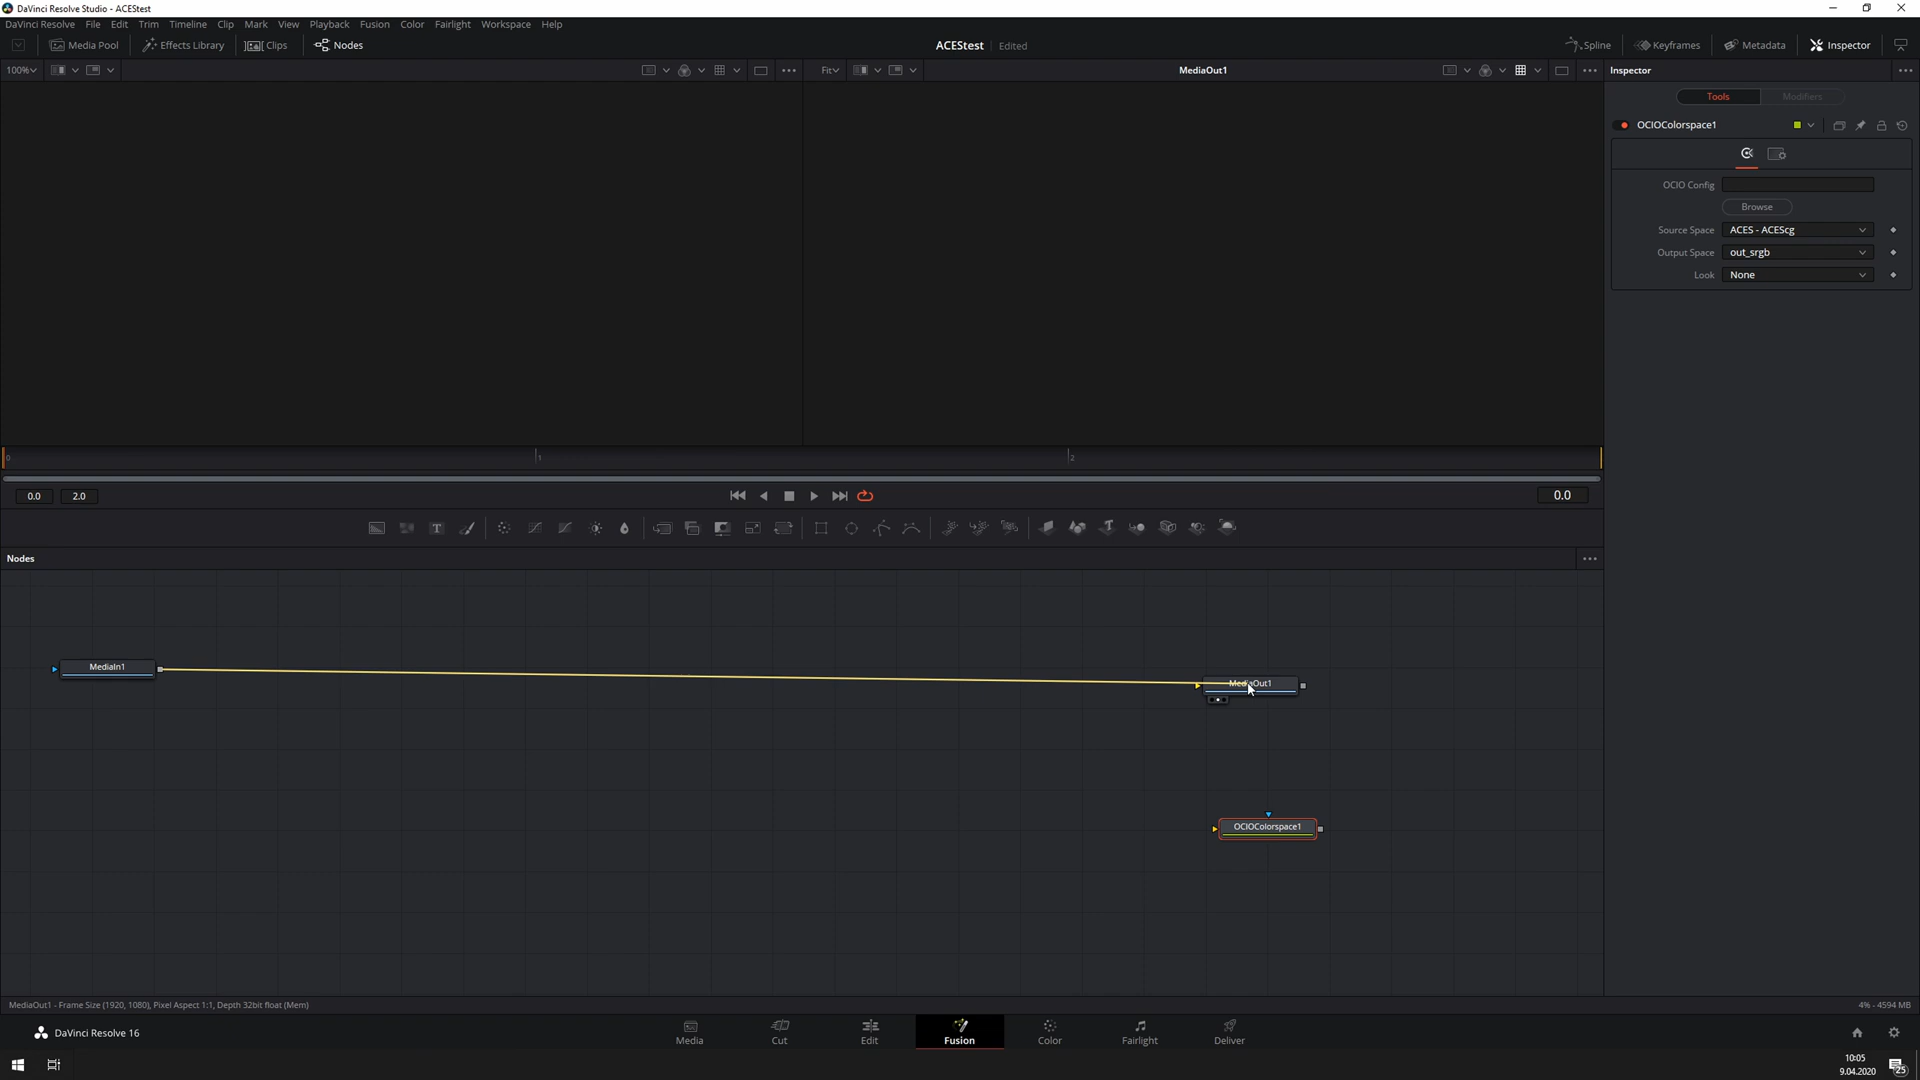 DaVinci Resolve Studio - ACEStest
DaVinci Resolve File Edit Trim Timeline Clip Mark View Playback Fusion Color Fairlight Workspace Help
Media Pool Effects Library Clips Nodes ACEStest Edited Spline Keyframes Metadata Inspector
100% Fit MediaOut1 Inspector
Tools Modifiers
OCIOColorspace1
OCIO Config
Browse
Source Space ACES - ACEScg
Output Space out_srgb
Look None
0 1 2
0.0 2.0 0.0
Nodes
MediaIn1
MediaOut1
OCIOColorspace1
MediaOut1 - Frame Size (1920, 1080), Pixel Aspect 1:1, Depth 32bit float (Mem) 4% - 4594 MB
DaVinci Resolve 16 Media Cut Edit Fusion Color Fairlight Deliver
10:05
9.04.2020
25